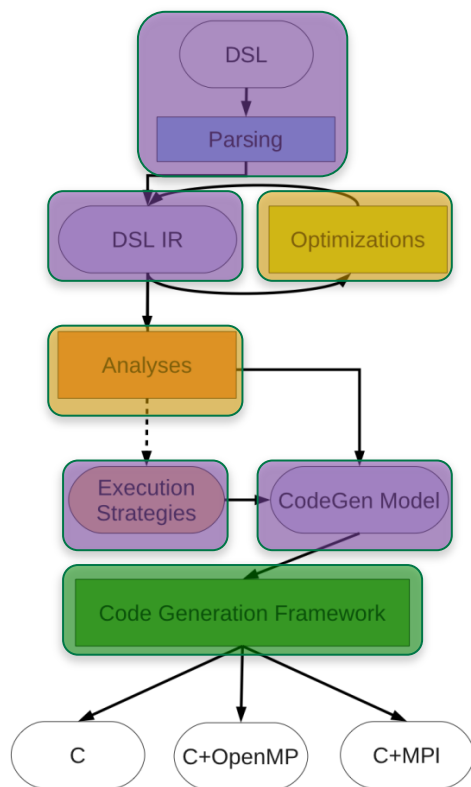 DSL
Parsing
DSL IR
Optimizations
Analyses
Execution
Strategies
CodeGen Model
Code Generation Framework
C
C+OpenMP
C+MPI